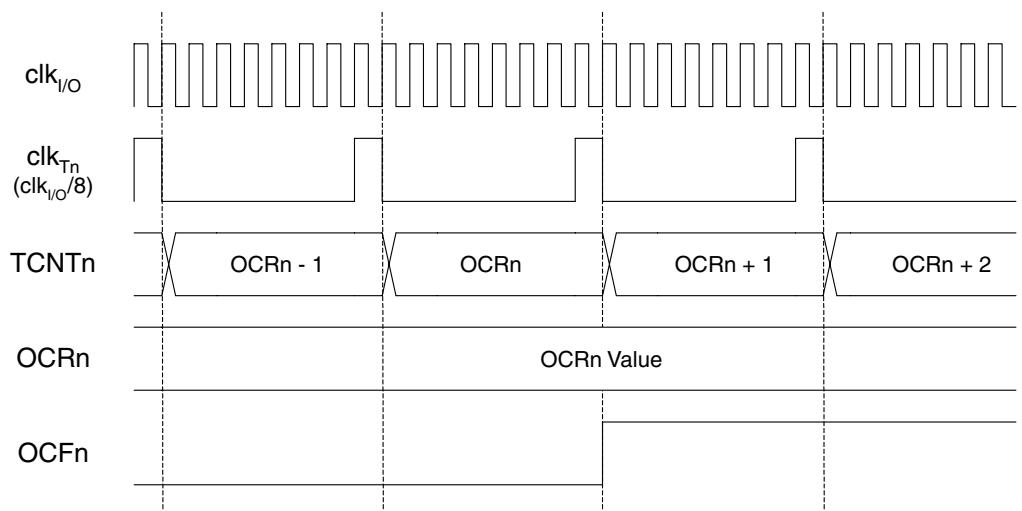 clkI/O
clkTn
(clkI/O/8)
TCNTn OCRn - 1 OCRn OCRn + 1 OCRn + 2
OCRn OCRn Value
OCFn